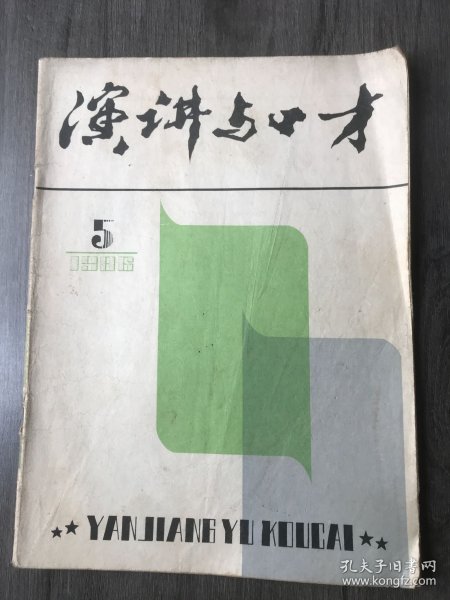 演讲与口才
5
1986
★★ YANJIANG YU KOUCAI ★★
孔夫子旧书网
www.kongfz.com